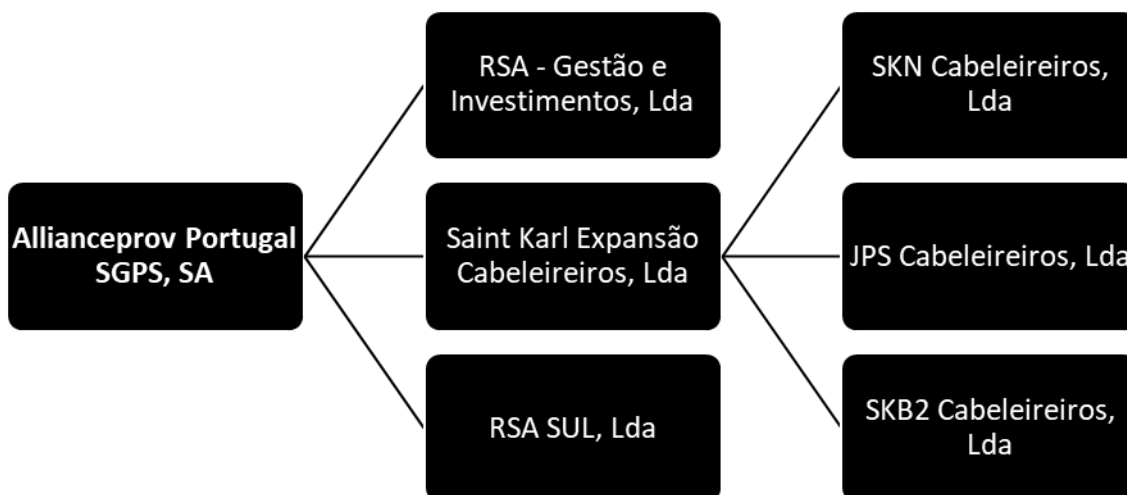 Allianceprov Portugal
SGPS, SA
RSA - Gestão e
Investimentos, Lda
Saint Karl Expansão
Cabeleireiros, Lda
RSA SUL, Lda
SKN Cabeleireiros,
Lda
JPS Cabeleireiros, Lda
SKB2 Cabeleireiros,
Lda